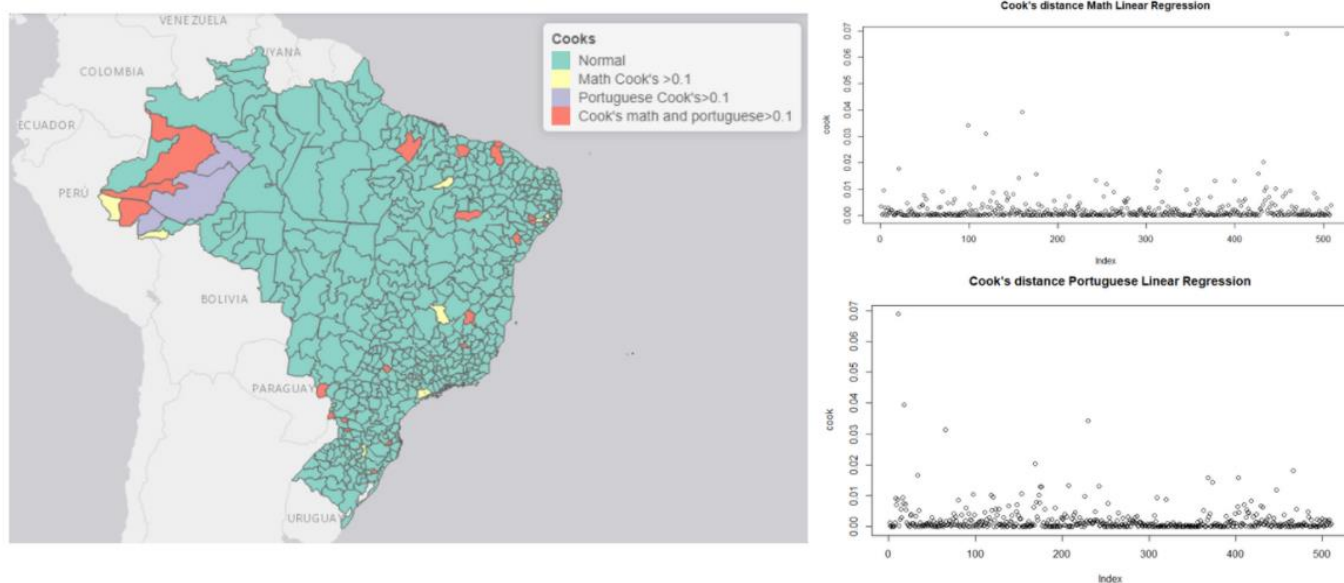 VENEZUELA
GUYANA
COLOMBIA
ECUADOR
PERÚ
BOLIVIA
PARAGUAY
URUGUAY
Cooks
Normal
Math Cook's >0.1
Portuguese Cook's>0.1
Cook's math and portuguese>0.1
Cook's distance Math Linear Regression
cook
0.07
0.06
0.05
0.04
0.03
0.02
0.01
0.00
0 100 200 300 400 500
Index
Cook's distance Portuguese Linear Regression
cook
0.07
0.06
0.05
0.04
0.03
0.02
0.01
0.00
0 100 200 300 400 500
Index